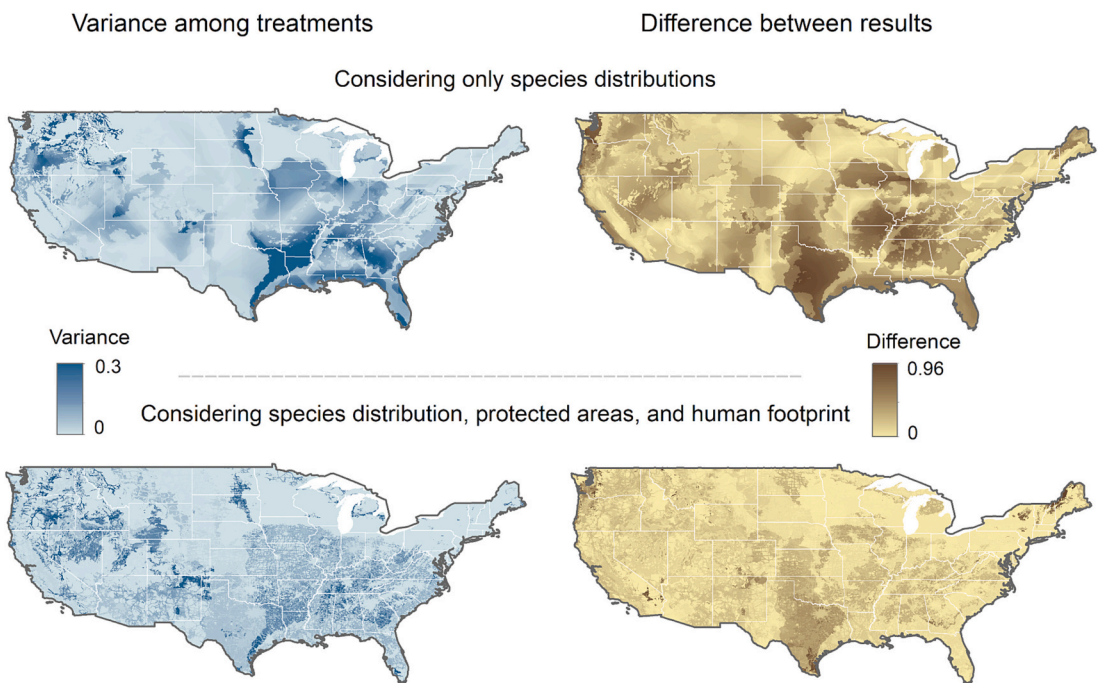 Variance among treatments
Difference between results
Considering only species distributions
Variance
0.3
0
Difference
0.96
0
Considering species distribution, protected areas, and human footprint